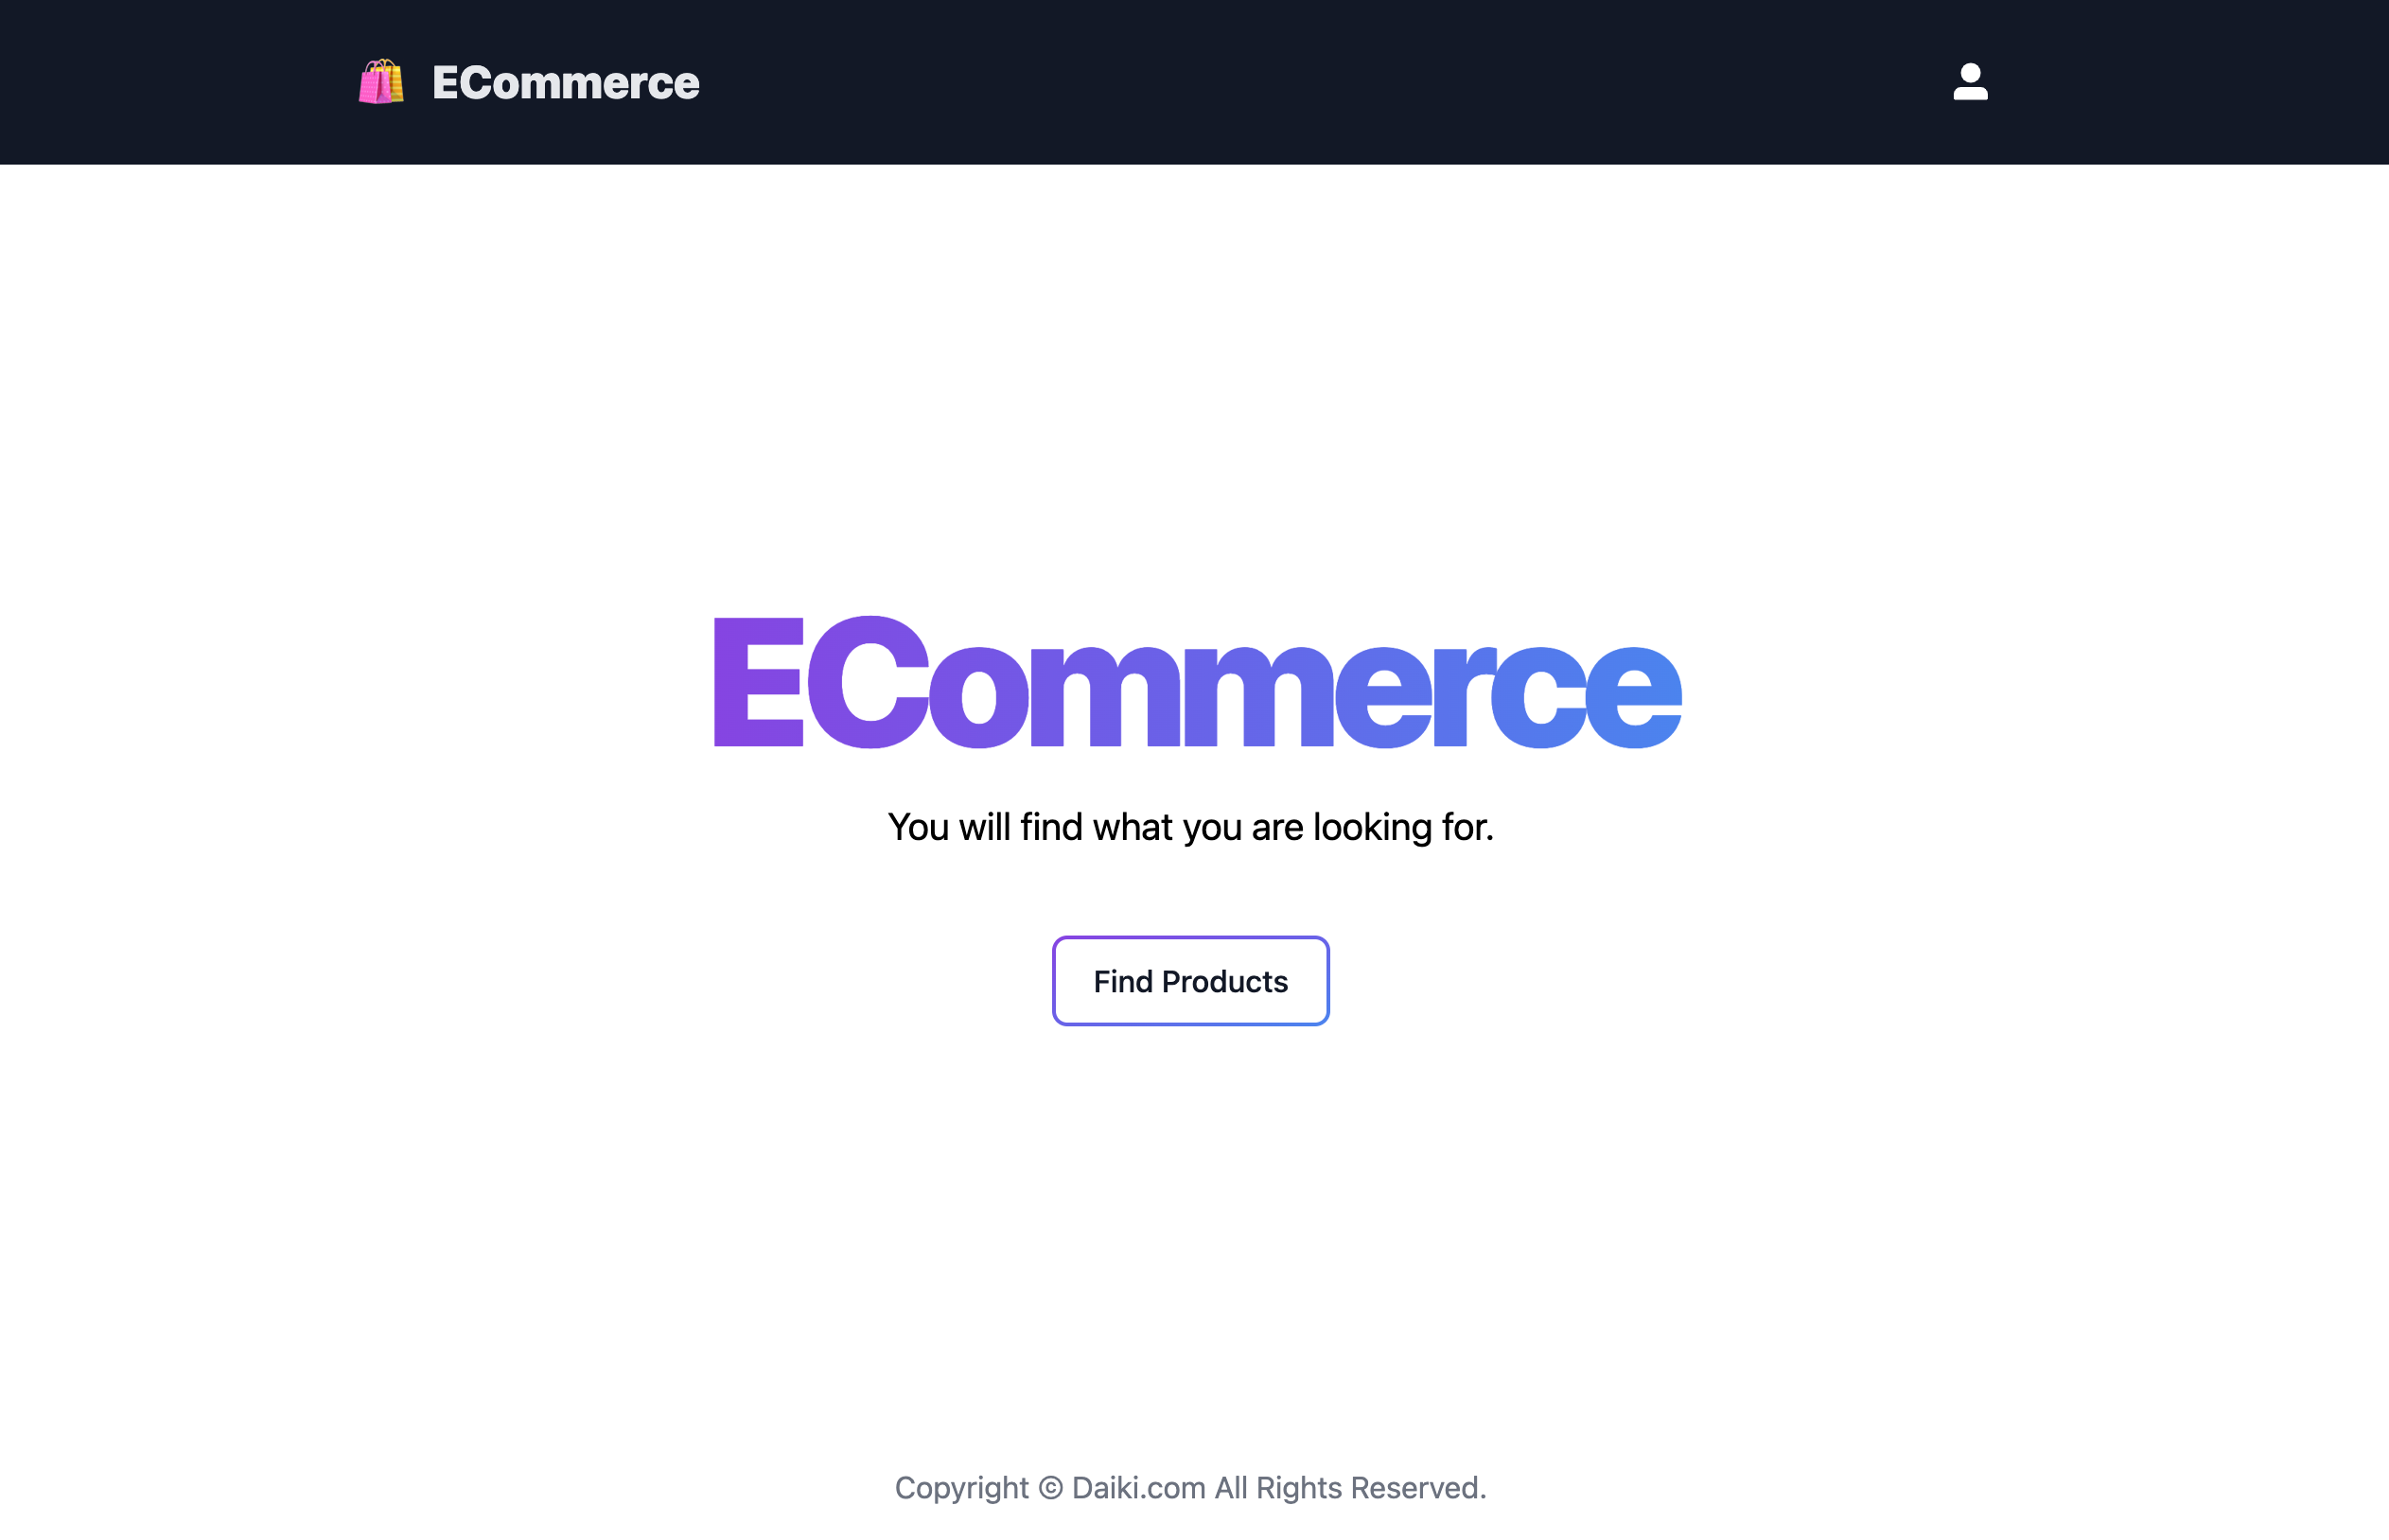 ECommerce
ECommerce
You will find what you are looking for.
Find Products
Copyright © Daiki.com All Rights Reserved.